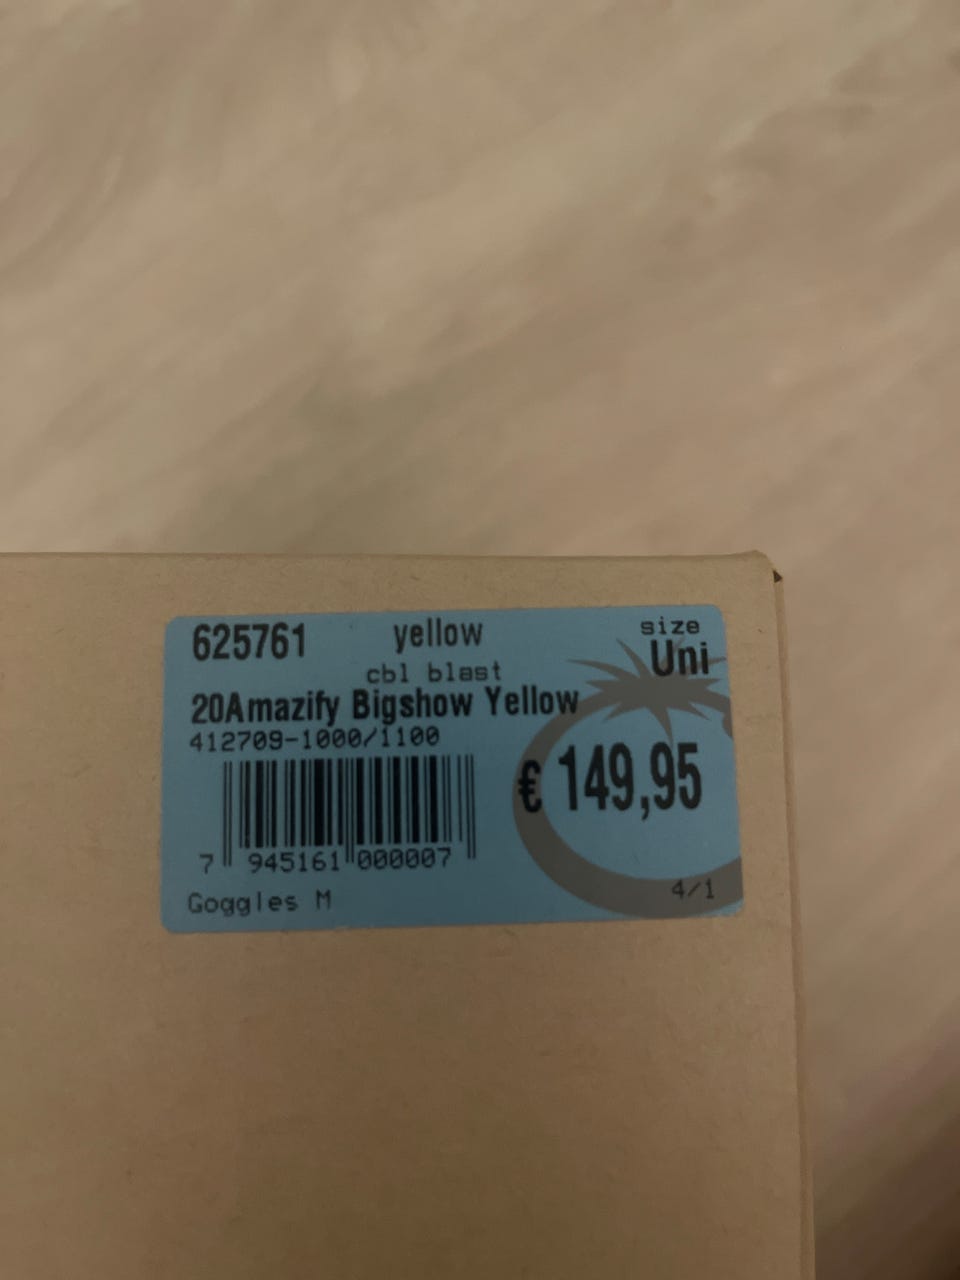 625761 yellow size
cbl blast Uni
20Amazify Bigshow Yellow
412709-1000/1100
€ 149,95
7 945161 000007
Goggles M 4/1